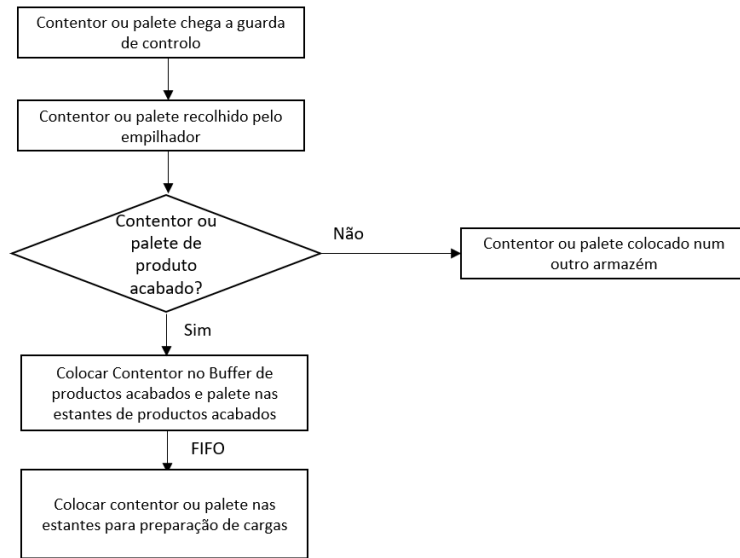 Contentor ou palete chega a guarda
de controlo
Contentor ou palete recolhido pelo
empilhador
Contentor ou
palete de
produto
acabado?
Não
Contentor ou palete colocado num
outro armazém
Sim
Colocar Contentor no Buffer de
productos acabados e palete nas
estantes de productos acabados
FIFO
Colocar contentor ou palete nas
estantes para preparação de cargas